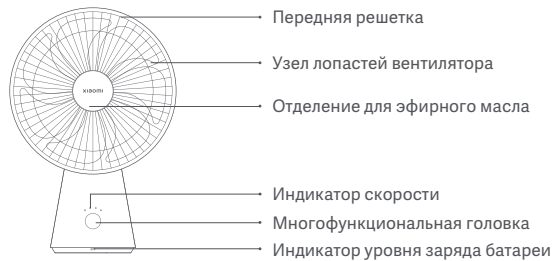 Передняя решетка
Узел лопастей вентилятора
xiaomi
Отделение для эфирного масла
Индикатор скорости
Многофункциональная головка
Индикатор уровня заряда батареи